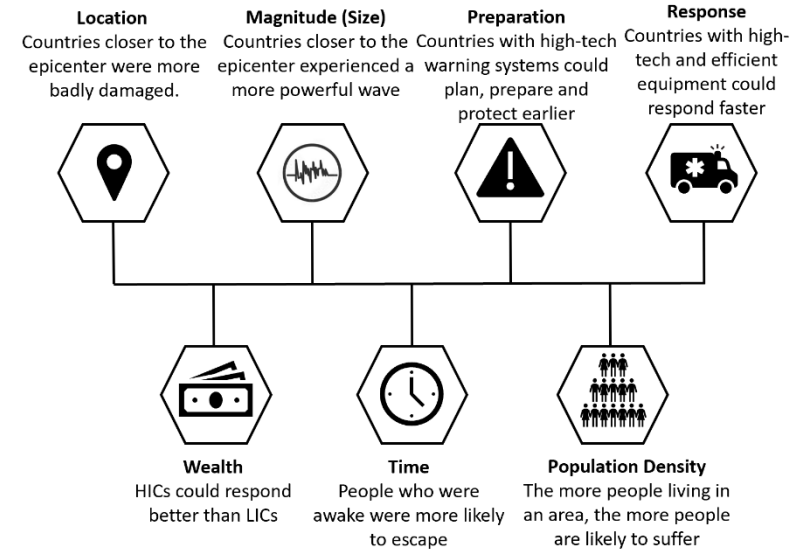 Location
Countries closer to the
epicenter were more
badly damaged.
Magnitude (Size)
Countries closer to the
epicenter experienced a
more powerful wave
Preparation
Countries with high-tech
warning systems could
plan, prepare and
protect earlier
Response
Countries with high-
tech and efficient
equipment could
respond faster
Wealth
HICs could respond
better than LICs
Time
People who were
awake were more likely
to escape
Population Density
The more people living in
an area, the more people
are likely to suffer